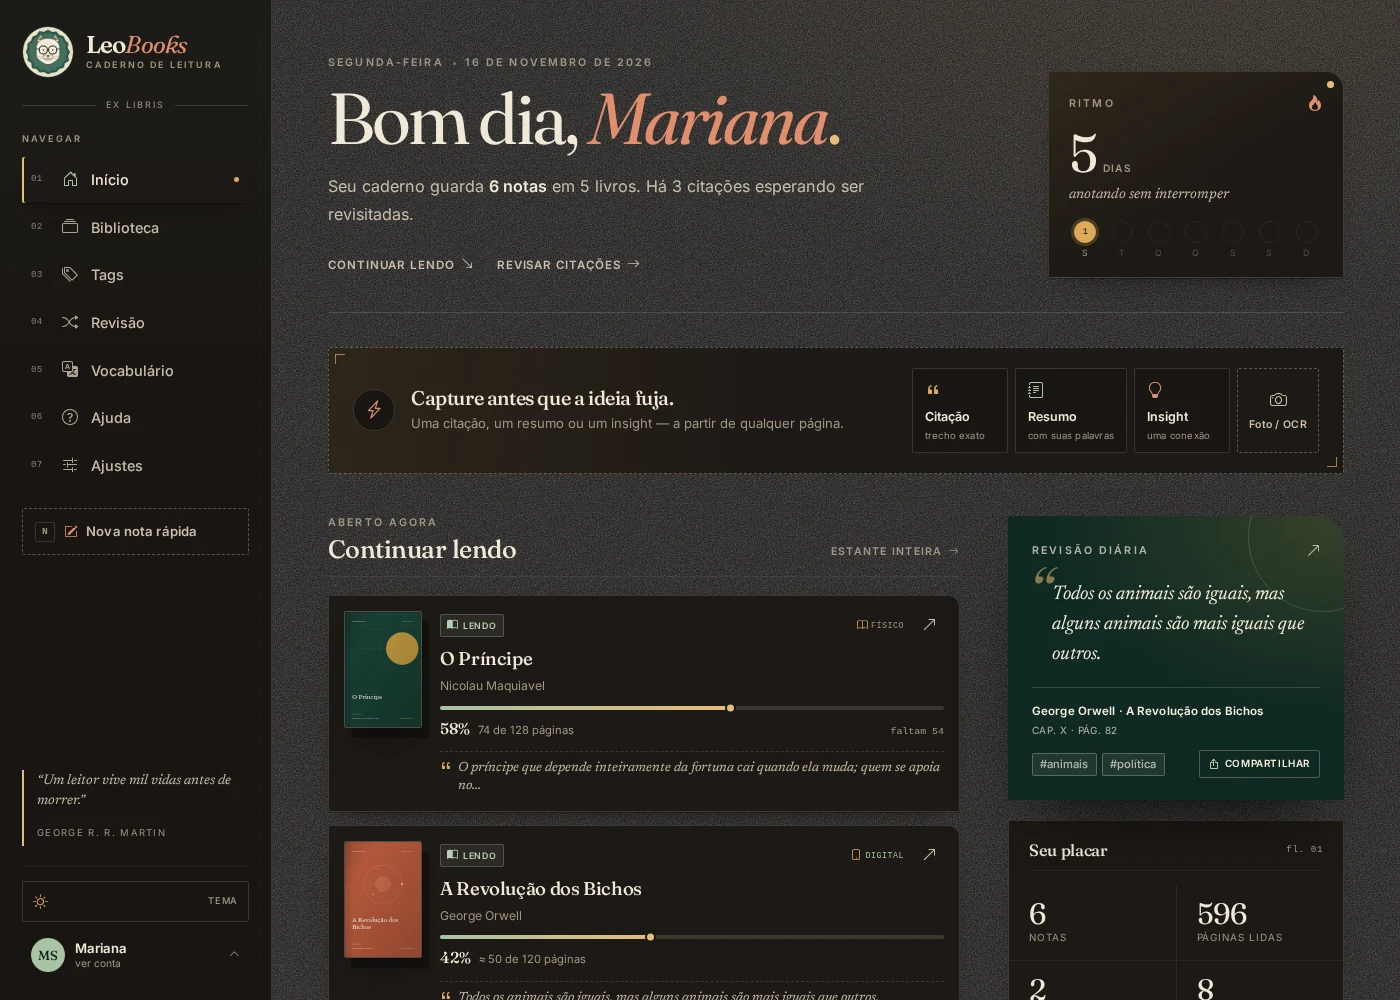 LeoBooks
CADERNO DE LEITURA
EX LIBRIS
NAVEGAR
01 Início
02 Biblioteca
03 Tags
04 Revisão
05 Vocabulário
06 Ajuda
07 Ajustes
N Nova nota rápida
“Um leitor vive mil vidas antes de
morrer.”
GEORGE R. R. MARTIN
TEMA
MS Mariana
ver conta
SEGUNDA-FEIRA • 16 DE NOVEMBRO DE 2026
Bom dia, Mariana.
Seu caderno guarda 6 notas em 5 livros. Há 3 citações esperando ser
revisitadas.
CONTINUAR LENDO ↘ REVISAR CITAÇÕES →
RITMO
5 DIAS
anotando sem interromper
1
S T Q Q S S D
Capture antes que a ideia fuja.
Uma citação, um resumo ou um insight — a partir de qualquer página.
“
Citação
trecho exato
Resumo
com suas palavras
Insight
uma conexão
Foto / OCR
ABERTO AGORA
Continuar lendo
ESTANTE INTEIRA →
O Príncipe
LENDO
FÍSICO
O Príncipe
Nicolau Maquiavel
58% 74 de 128 páginas
faltam 54
“ O príncipe que depende inteiramente da fortuna cai quando ela muda; quem se apoia
no...
A Revolução dos
Bichos
LENDO
DIGITAL
A Revolução dos Bichos
George Orwell
42% ≈ 50 de 120 páginas
“ Todos os animais são iguais, mas alguns animais são mais iguais que outros.
REVISÃO DIÁRIA
“
Todos os animais são iguais, mas
alguns animais são mais iguais que
outros.
George Orwell · A Revolução dos Bichos
CAP. X · PÁG. 82
#animais #política
COMPARTILHAR
Seu placar
fl. 01
6
NOTAS
596
PÁGINAS LIDAS
2
8